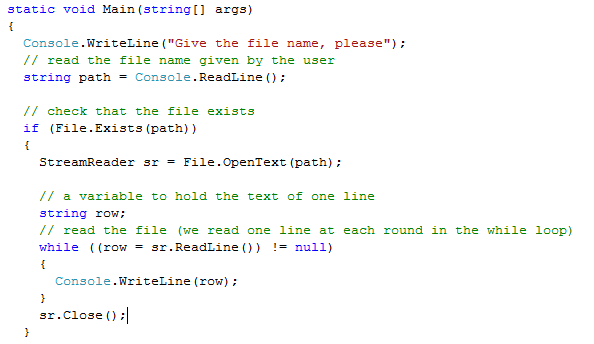 static void Main(string[] args)
{
  Console.WriteLine("Give the file name, please");
  // read the file name given by the user
  string path = Console.ReadLine();

  // check that the file exists
  if (File.Exists(path))
  {
    StreamReader sr = File.OpenText(path);

    // a variable to hold the text of one line
    string row;
    // read the file (we read one line at each round in the while loop)
    while ((row = sr.ReadLine()) != null)
    {
      Console.WriteLine(row);
    }
    sr.Close();
  }